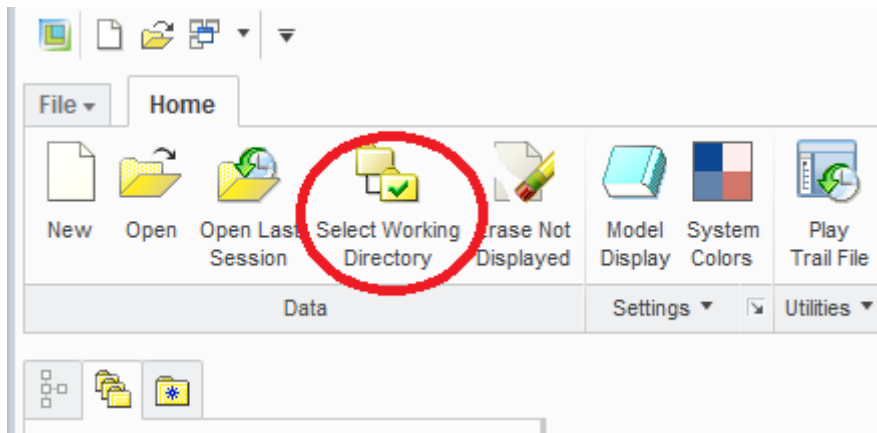 File Home
New Open Open Last Select Working Erase Not Model System Play
Session Directory Displayed Display Colors Trail File
Data Settings Utilities